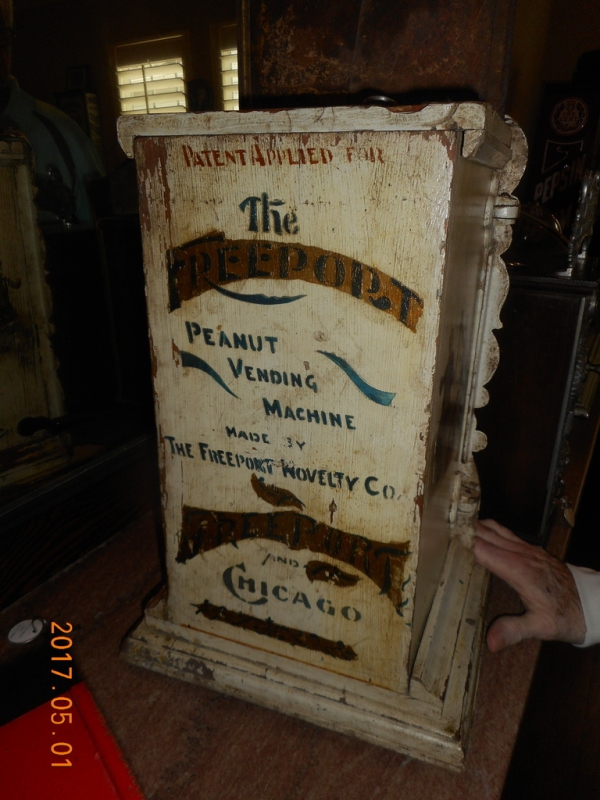 PATENT APPLIED FOR
The
FREEPORT
PEANUT
VENDING
MACHINE
MADE BY
THE FREEPORT NOVELTY CO.
FREEPORT
AND
CHICAGO
PEPSIN
2017.05.01